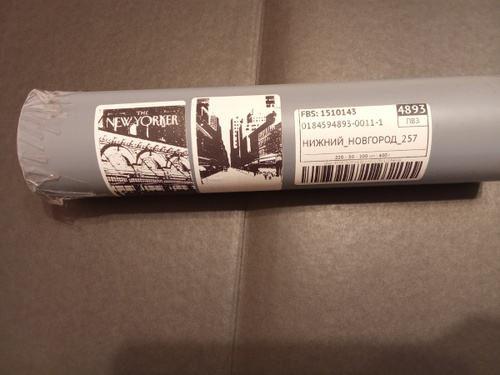 THE
NEW YORKER
FBS: 1510143
4893
0184594893-0011-1
ПВЗ
НИЖНИЙ_НОВГОРОД_257